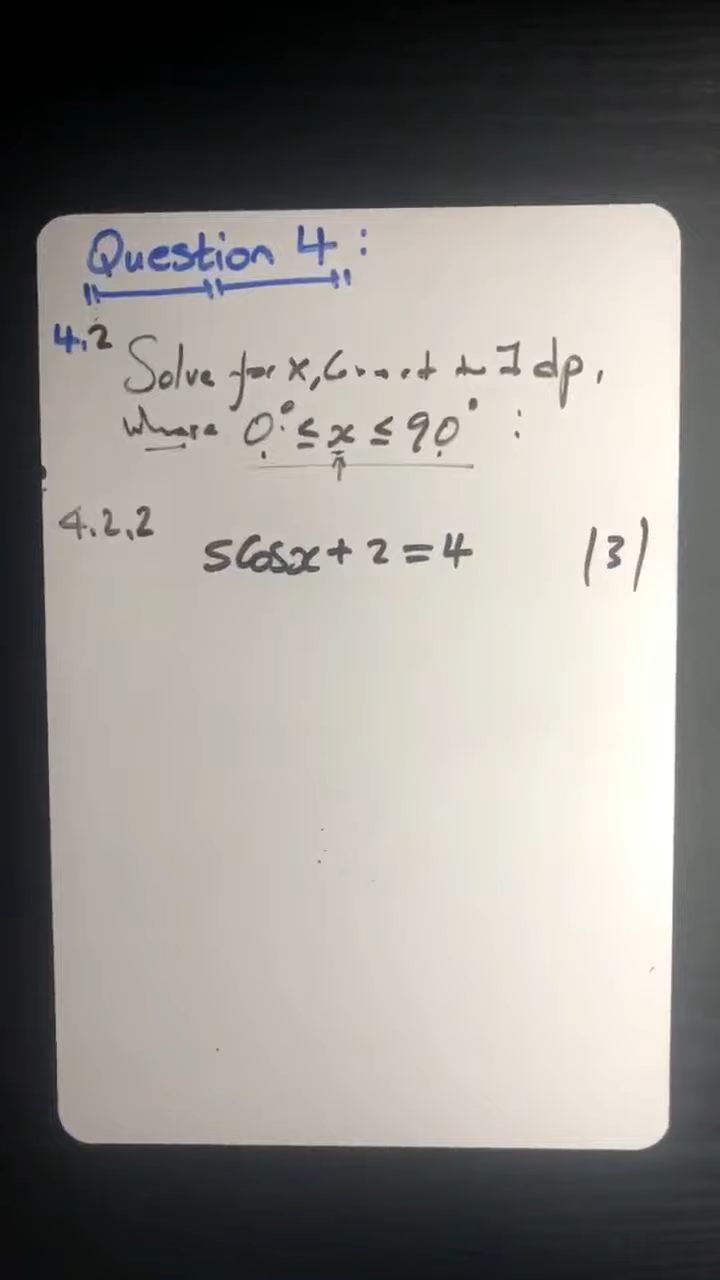 Question 4:
4.2 Solve for x, Correct to 1 dp,
where 0° ≤ x ≤ 90° :
4.2.2 5Cosx + 2 = 4 (3)